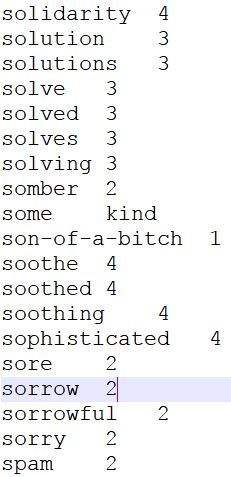 solidarity 4
solution 3
solutions 3
solve 3
solved 3
solves 3
solving 3
somber 2
some kind
son-of-a-bitch 1
soothe 4
soothed 4
soothing 4
sophisticated 4
sore 2
sorrow 2
sorrowful 2
sorry 2
spam 2